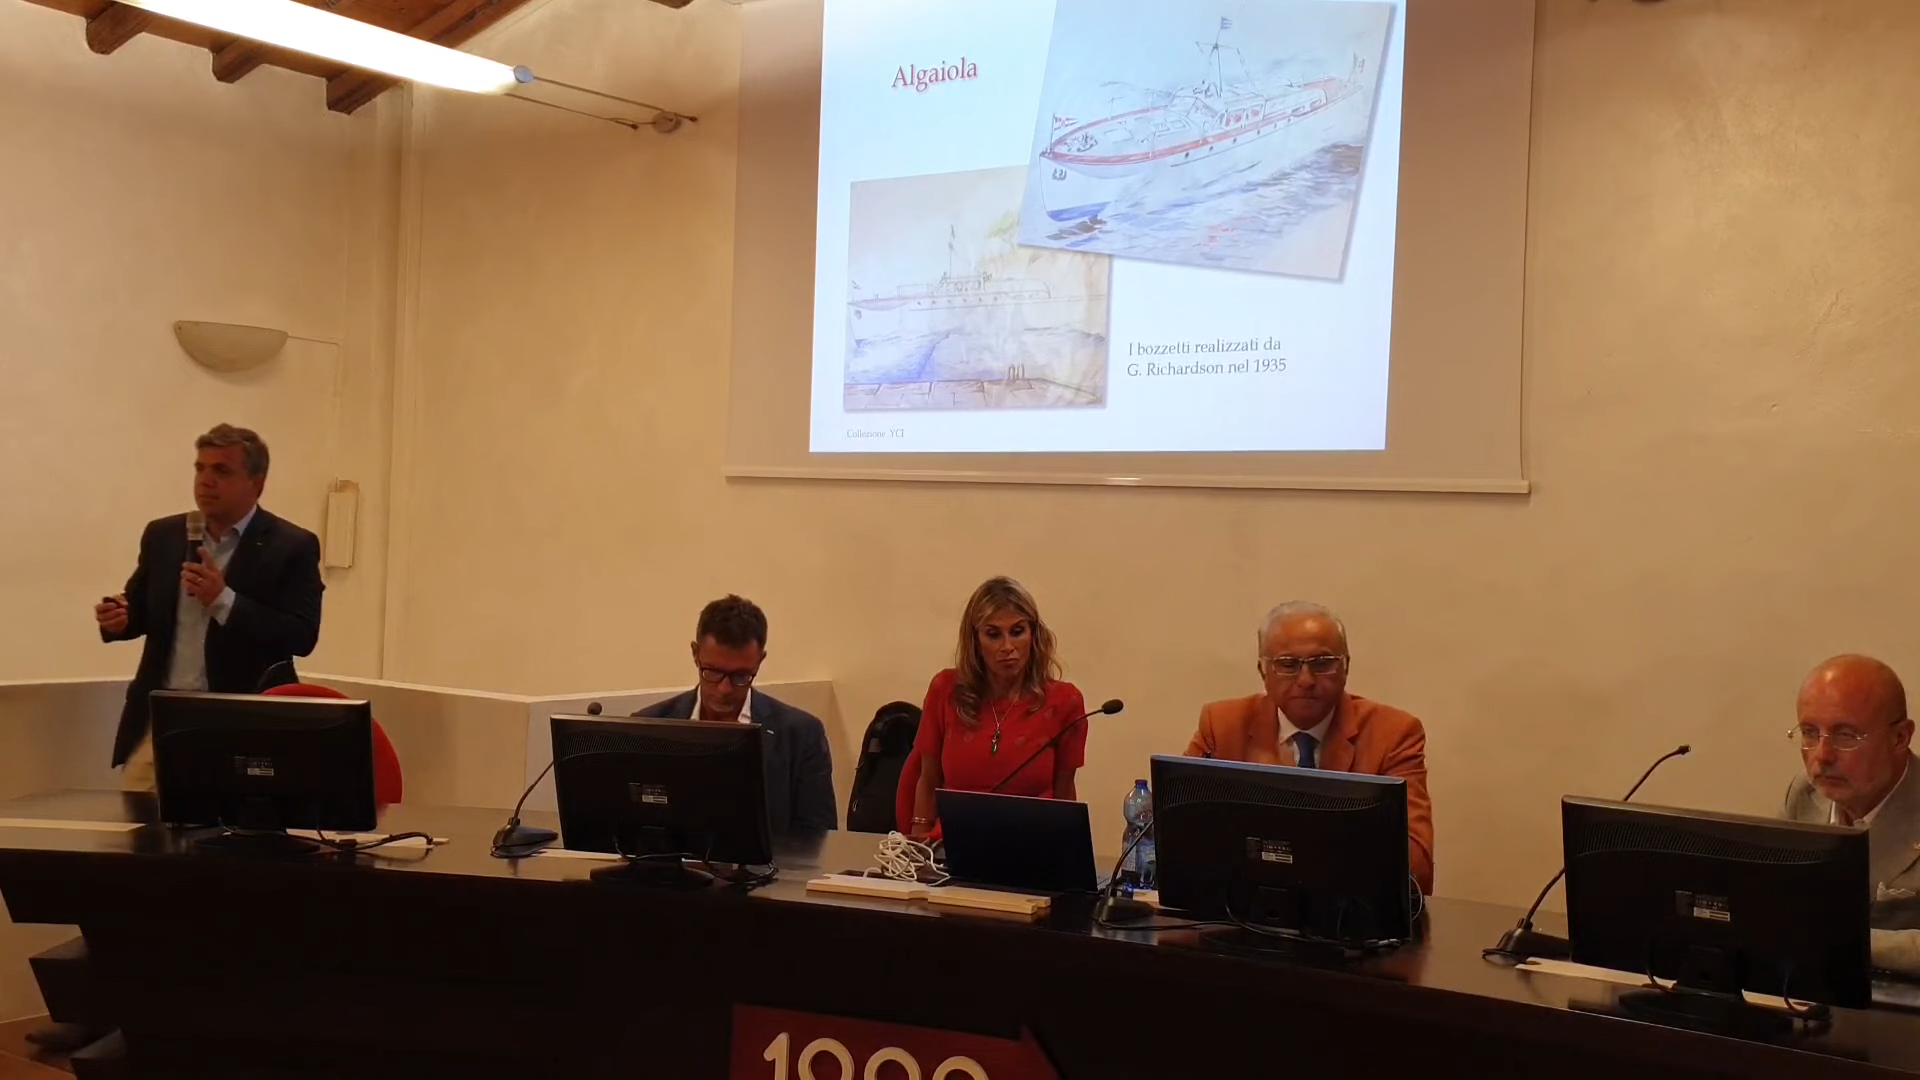 Algaiola
I bozzetti realizzati da
G. Richardson nel 1935
Collezione YCI